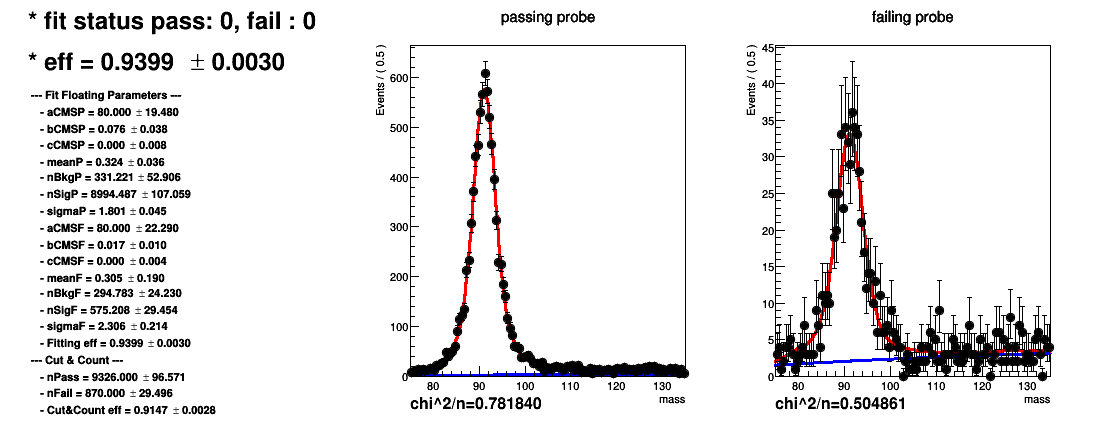 * fit status pass: 0, fail : 0
* eff = 0.9399 ± 0.0030
--- Fit Floating Parameters ---
- aCMSP = 80.000 ± 19.480
- bCMSP = 0.076 ± 0.038
- cCMSP = 0.000 ± 0.008
- meanP = 0.324 ± 0.036
- nBkgP = 331.221 ± 52.906
- nSigP = 8994.487 ± 107.059
- sigmaP = 1.801 ± 0.045
- aCMSF = 80.000 ± 22.290
- bCMSF = 0.017 ± 0.010
- cCMSF = 0.000 ± 0.004
- meanF = 0.305 ± 0.190
- nBkgF = 294.783 ± 24.230
- nSigF = 575.208 ± 29.454
- sigmaF = 2.306 ± 0.214
- Fitting eff = 0.9399 ± 0.0030
--- Cut & Count ---
- nPass = 9326.000 ± 96.571
- nFail = 870.000 ± 29.496
- Cut&Count eff = 0.9147 ± 0.0028
passing probe
Events / ( 0.5 )
600
500
400
300
200
100
0
80 90 100 110 120 130
mass
chi^2/n=0.781840
failing probe
Events / ( 0.5 )
45
40
35
30
25
20
15
10
5
0
80 90 100 110 120 130
mass
chi^2/n=0.504861